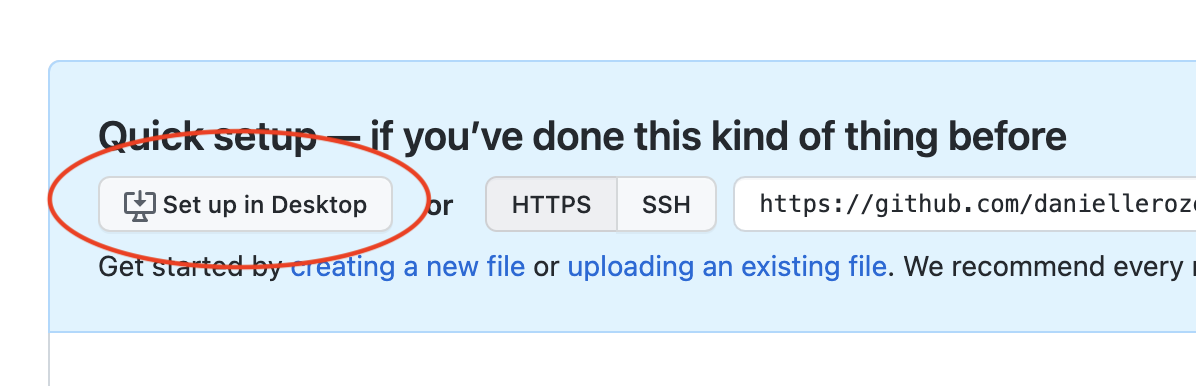 Quick setup — if you’ve done this kind of thing before
Set up in Desktop or HTTPS SSH https://github.com/danielleroz
Get started by creating a new file or uploading an existing file. We recommend every